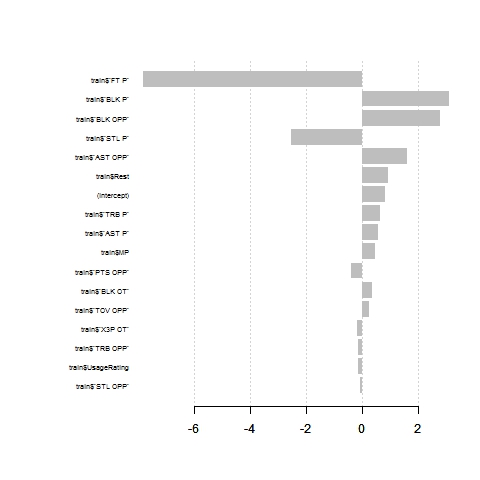 train$`FT P`
train$`BLK P`
train$`BLK OPP`
train$`STL P`
train$`AST OPP`
train$Rest
(Intercept)
train$`TRB P`
train$`AST P`
train$MP
train$`PTS OPP`
train$`BLK OT`
train$`TOV OPP`
train$`X3P OT`
train$`TRB OPP`
train$UsageRating
train$`STL OPP`
-6 -4 -2 0 2